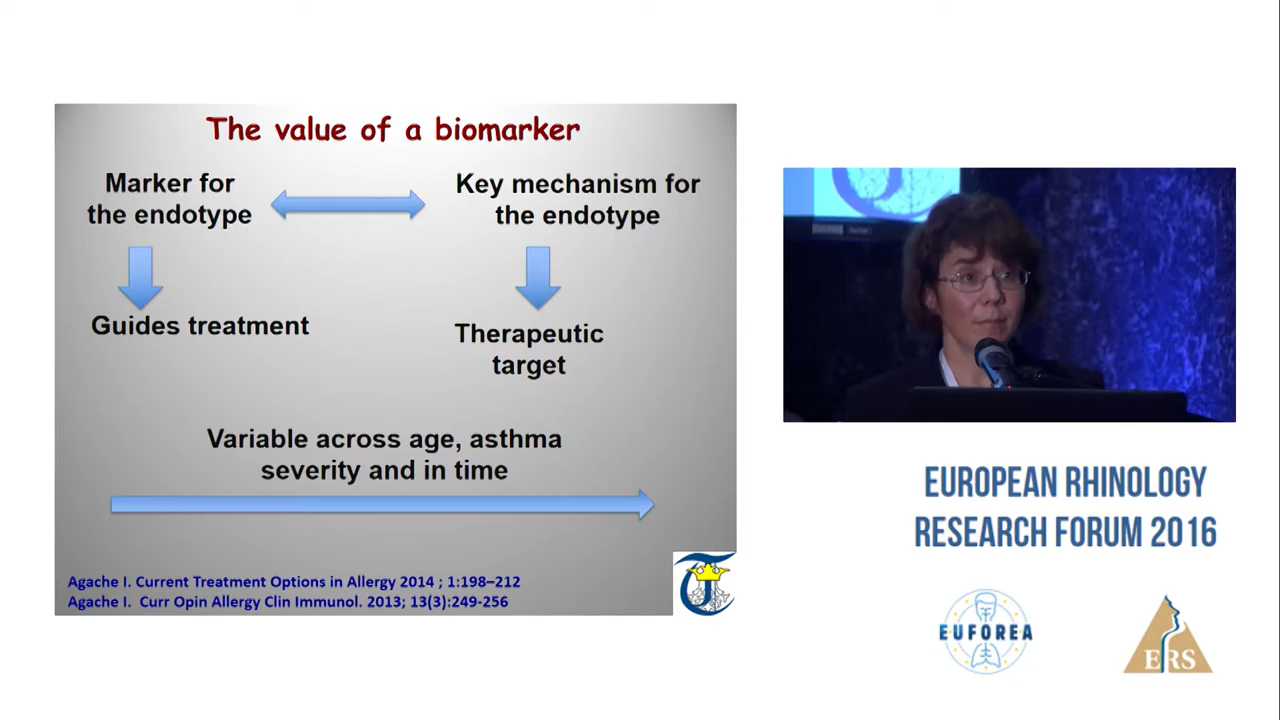 The value of a biomarker
Marker for
the endotype
Key mechanism for
the endotype
Guides treatment
Therapeutic
target
Variable across age, asthma
severity and in time
Agache I. Current Treatment Options in Allergy 2014 ; 1:198–212
Agache I. Curr Opin Allergy Clin Immunol. 2013; 13(3):249-256
EUROPEAN RHINOLOGY
RESEARCH FORUM 2016
EUFOREA
ERS